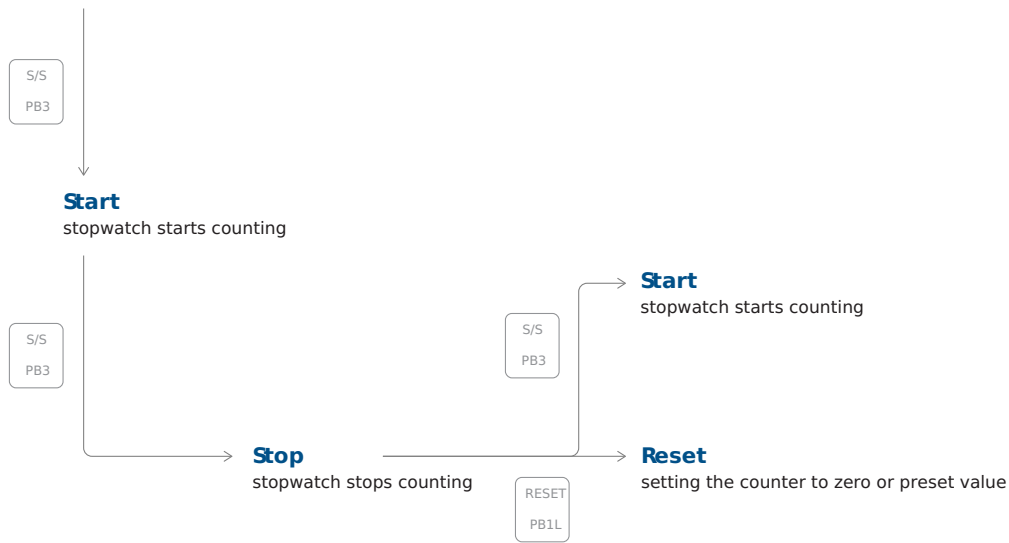 S/S
PB3
Start
stopwatch starts counting
S/S
PB3
Stop
stopwatch stops counting
S/S
PB3
Start
stopwatch starts counting
RESET
PB1L
Reset
setting the counter to zero or preset value